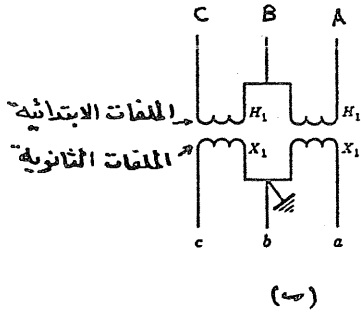 C B A
الملفات الابتدائية H₁ H₁
الملفات الثانوية X₁ X₁
c b a
(ب)